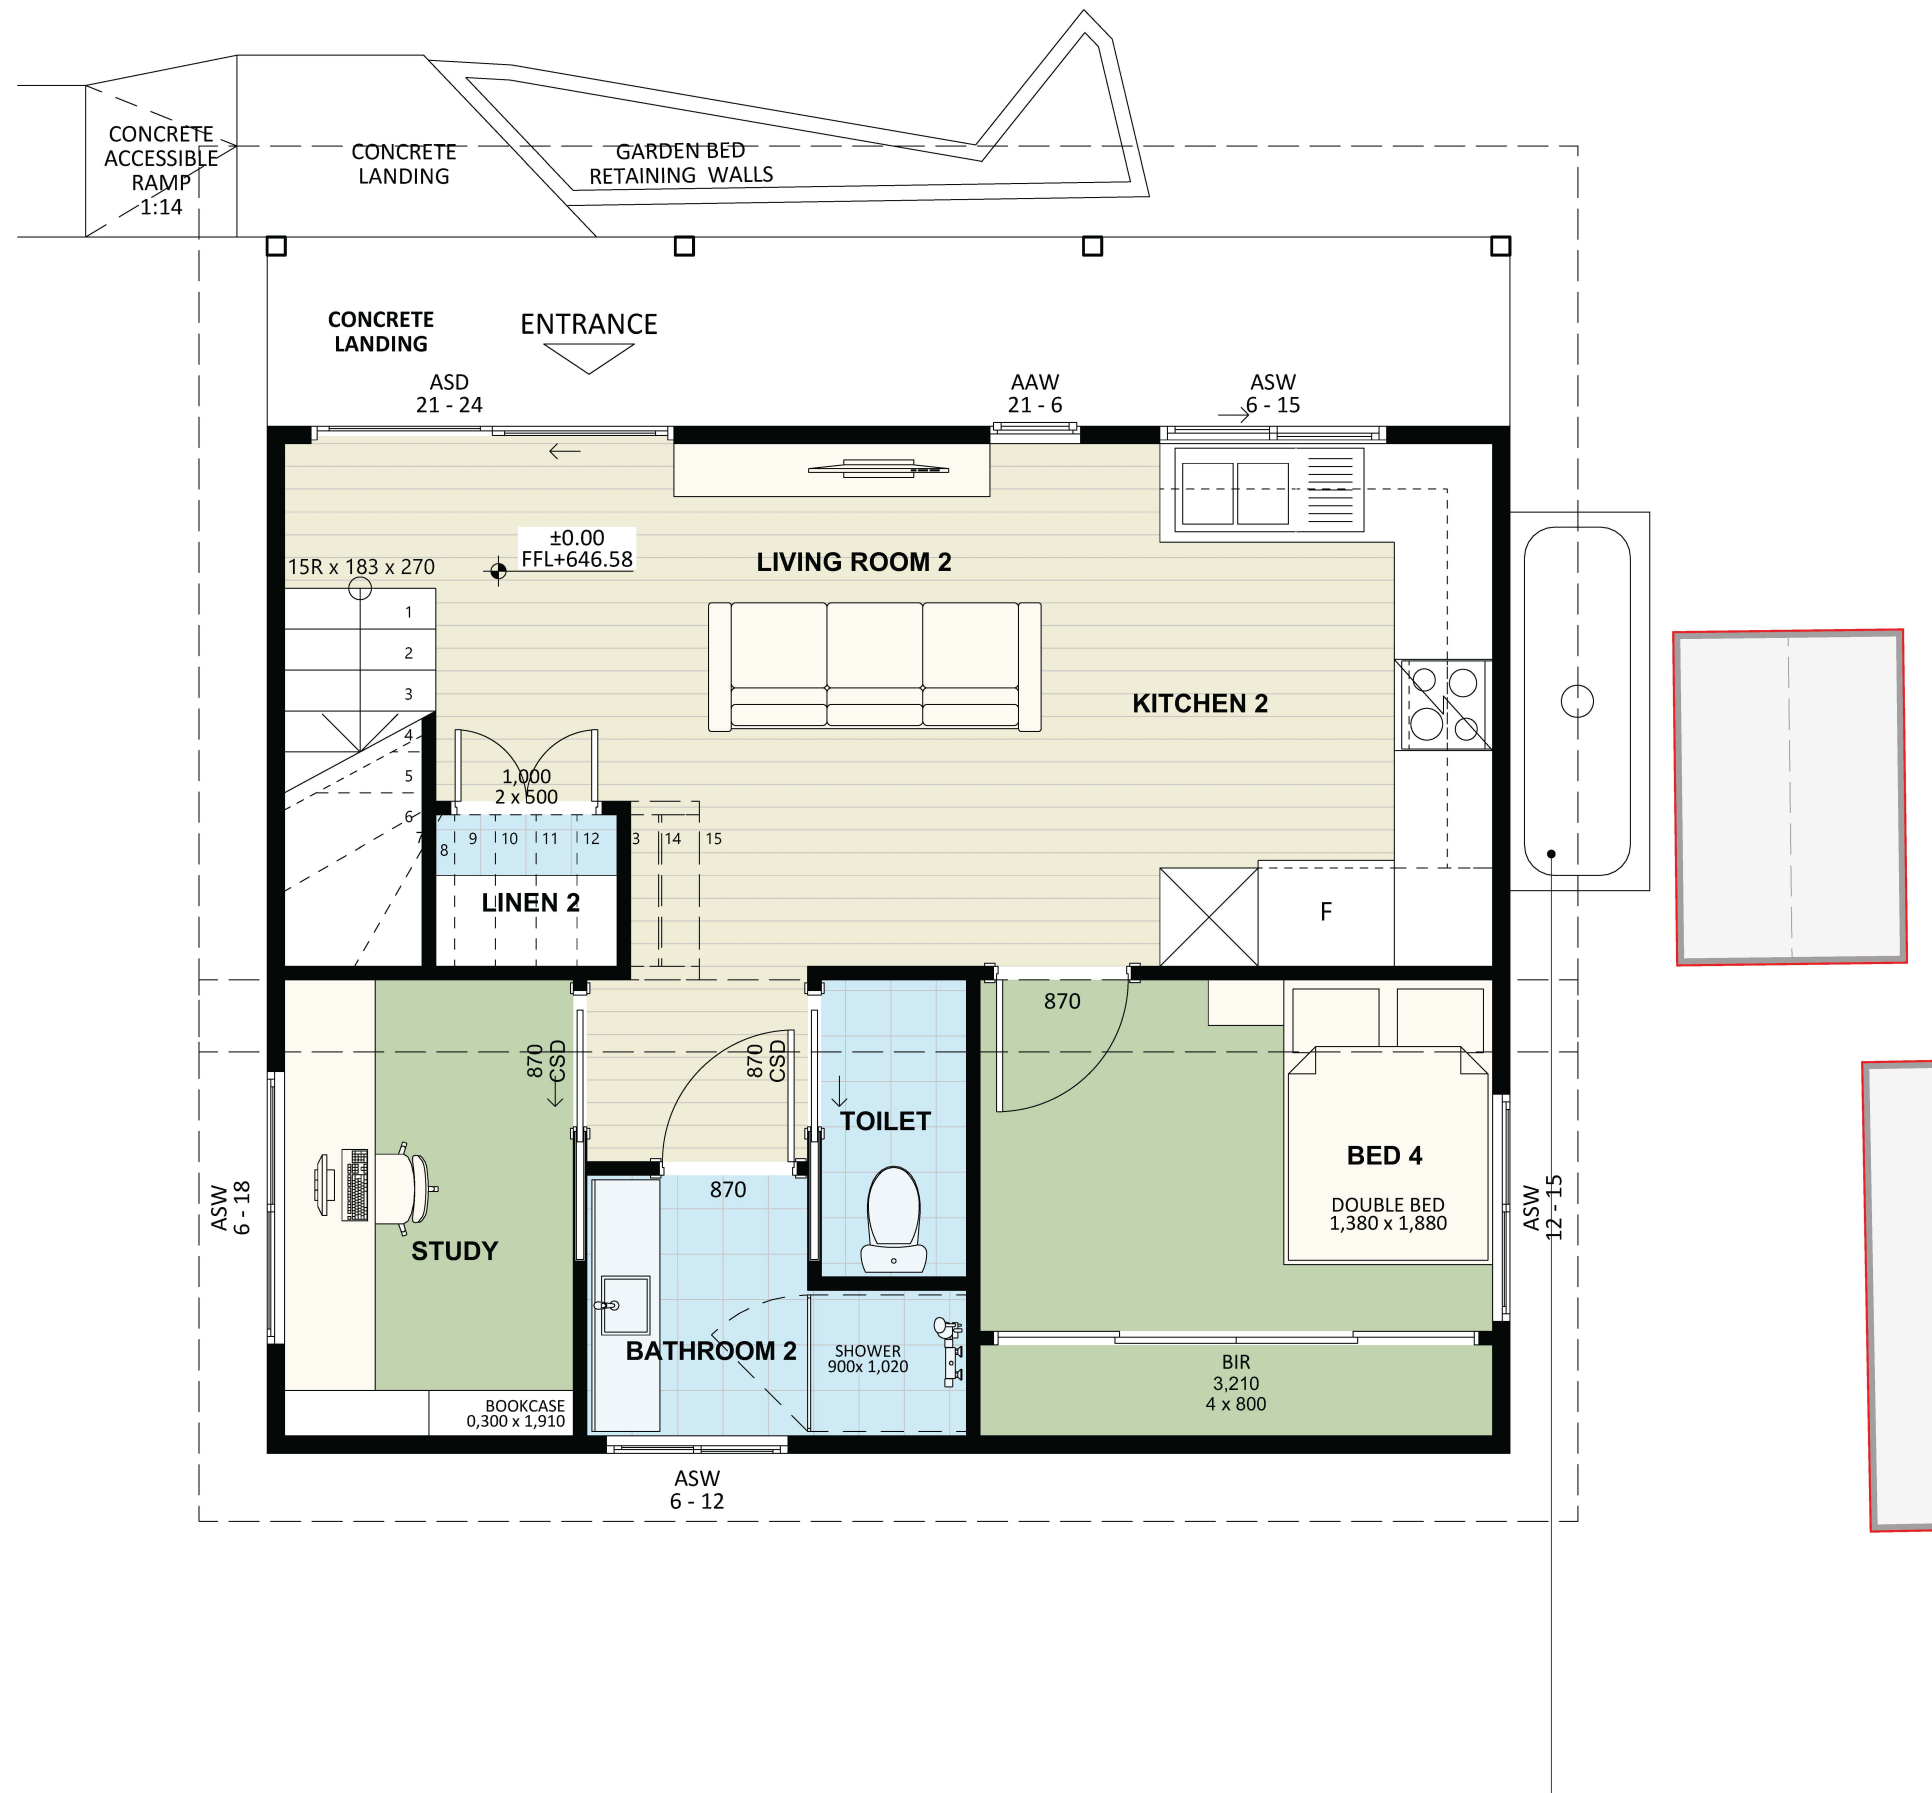 CONCRETE
ACCESSIBLE
RAMP
1:14
CONCRETE
LANDING
GARDEN BED
RETAINING WALLS
CONCRETE
LANDING
ENTRANCE
ASD
21 - 24
AAW
21 - 6
ASW
6 - 15
±0.00
FFL+646.58
15R x 183 x 270
LIVING ROOM 2
KITCHEN 2
1
2
3
4
5
6
7
8
9
10
11
12
3
14
15
1,000
2 x 500
LINEN 2
F
870
CSD
870
CSD
870
TOILET
BED 4
DOUBLE BED
1,380 x 1,880
ASW
6 - 18
ASW
12 - 15
870
STUDY
BATHROOM 2
SHOWER
900x 1,020
BIR
3,210
4 x 800
BOOKCASE
0,300 x 1,910
ASW
6 - 12